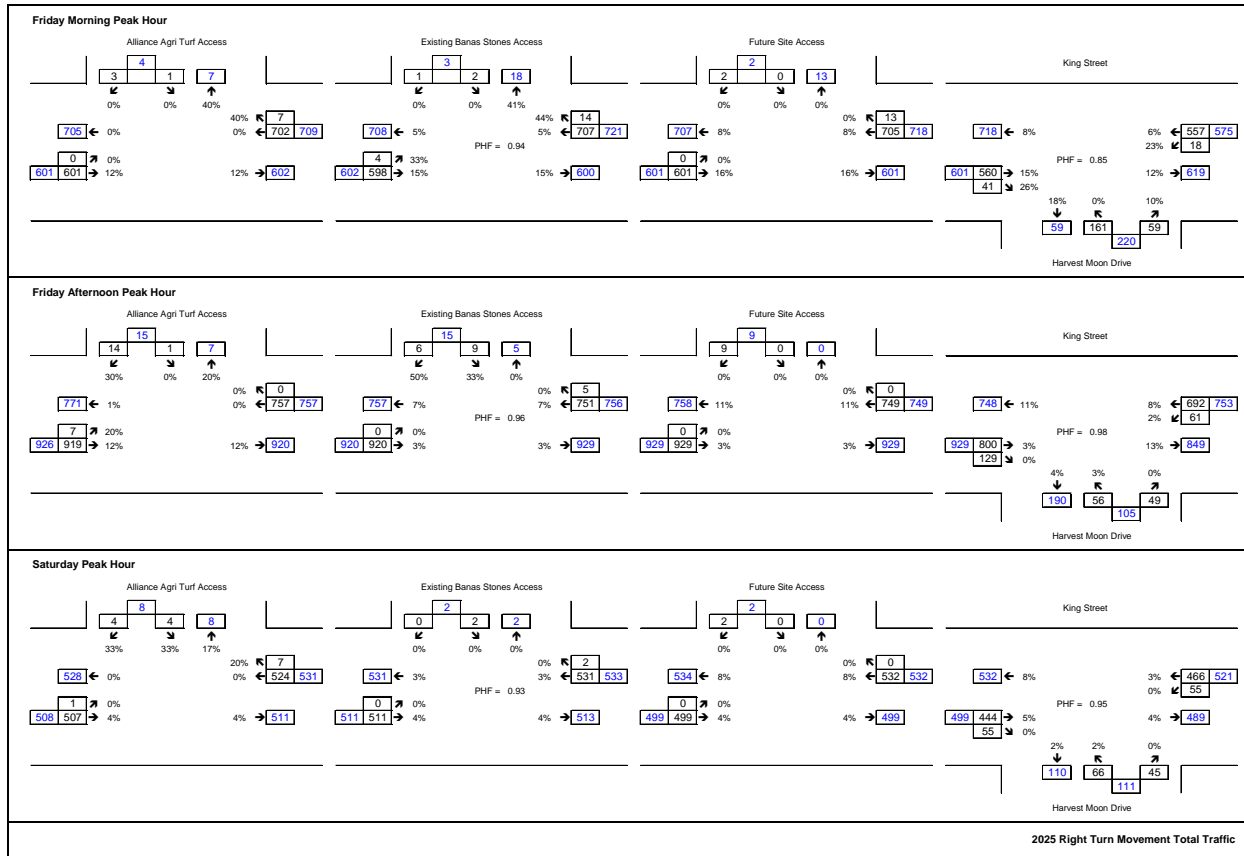 Friday Morning Peak Hour
Alliance Agri Turf Access Existing Banas Stones Access Future Site Access
4 3 2 King Street
3 1 7 1 2 18 2 0 13
0% 0% 40% 0% 0% 41% 0% 0% 0%
40% 7 44% 14 0% 13
705 0% 0% 702 709 708 5% 5% 707 721 707 8% 8% 705 718 718 8% 6% 557 575
PHF = 0.94 23% 18
0 0% 4 33% 0 0% PHF = 0.85
601 601 12% 12% 602 602 598 15% 15% 600 601 601 16% 16% 601 601 560 15% 12% 619
41 26%
18% 0% 10%
59 161 59
220
Harvest Moon Drive
Friday Afternoon Peak Hour
Alliance Agri Turf Access Existing Banas Stones Access Future Site Access
15 15 9 King Street
14 1 7 6 9 5 9 0 0
30% 0% 20% 50% 33% 0% 0% 0% 0%
0% 0 0% 5 0% 0
771 1% 0% 757 757 757 7% 7% 751 756 758 11% 11% 749 749 748 11% 8% 692 753
PHF = 0.96 2% 61
7 20% 0 0% 0 0% PHF = 0.98
926 919 12% 12% 920 920 920 3% 3% 929 929 929 3% 3% 929 929 800 3% 13% 849
129 0%
4% 3% 0%
190 56 49
105
Harvest Moon Drive
Saturday Peak Hour
Alliance Agri Turf Access Existing Banas Stones Access Future Site Access
8 2 2 King Street
4 4 8 0 2 2 2 0 0
33% 33% 17% 0% 0% 0% 0% 0% 0%
20% 7 0% 2 0% 0
528 0% 0% 524 531 531 3% 3% 531 533 534 8% 8% 532 532 532 8% 3% 466 521
PHF = 0.93 0% 55
1 0% 0 0% 0 0% PHF = 0.95
508 507 4% 4% 511 511 511 4% 4% 513 499 499 4% 4% 499 499 444 5% 4% 489
55 0%
2% 2% 0%
110 66 45
111
Harvest Moon Drive
2025 Right Turn Movement Total Traffic